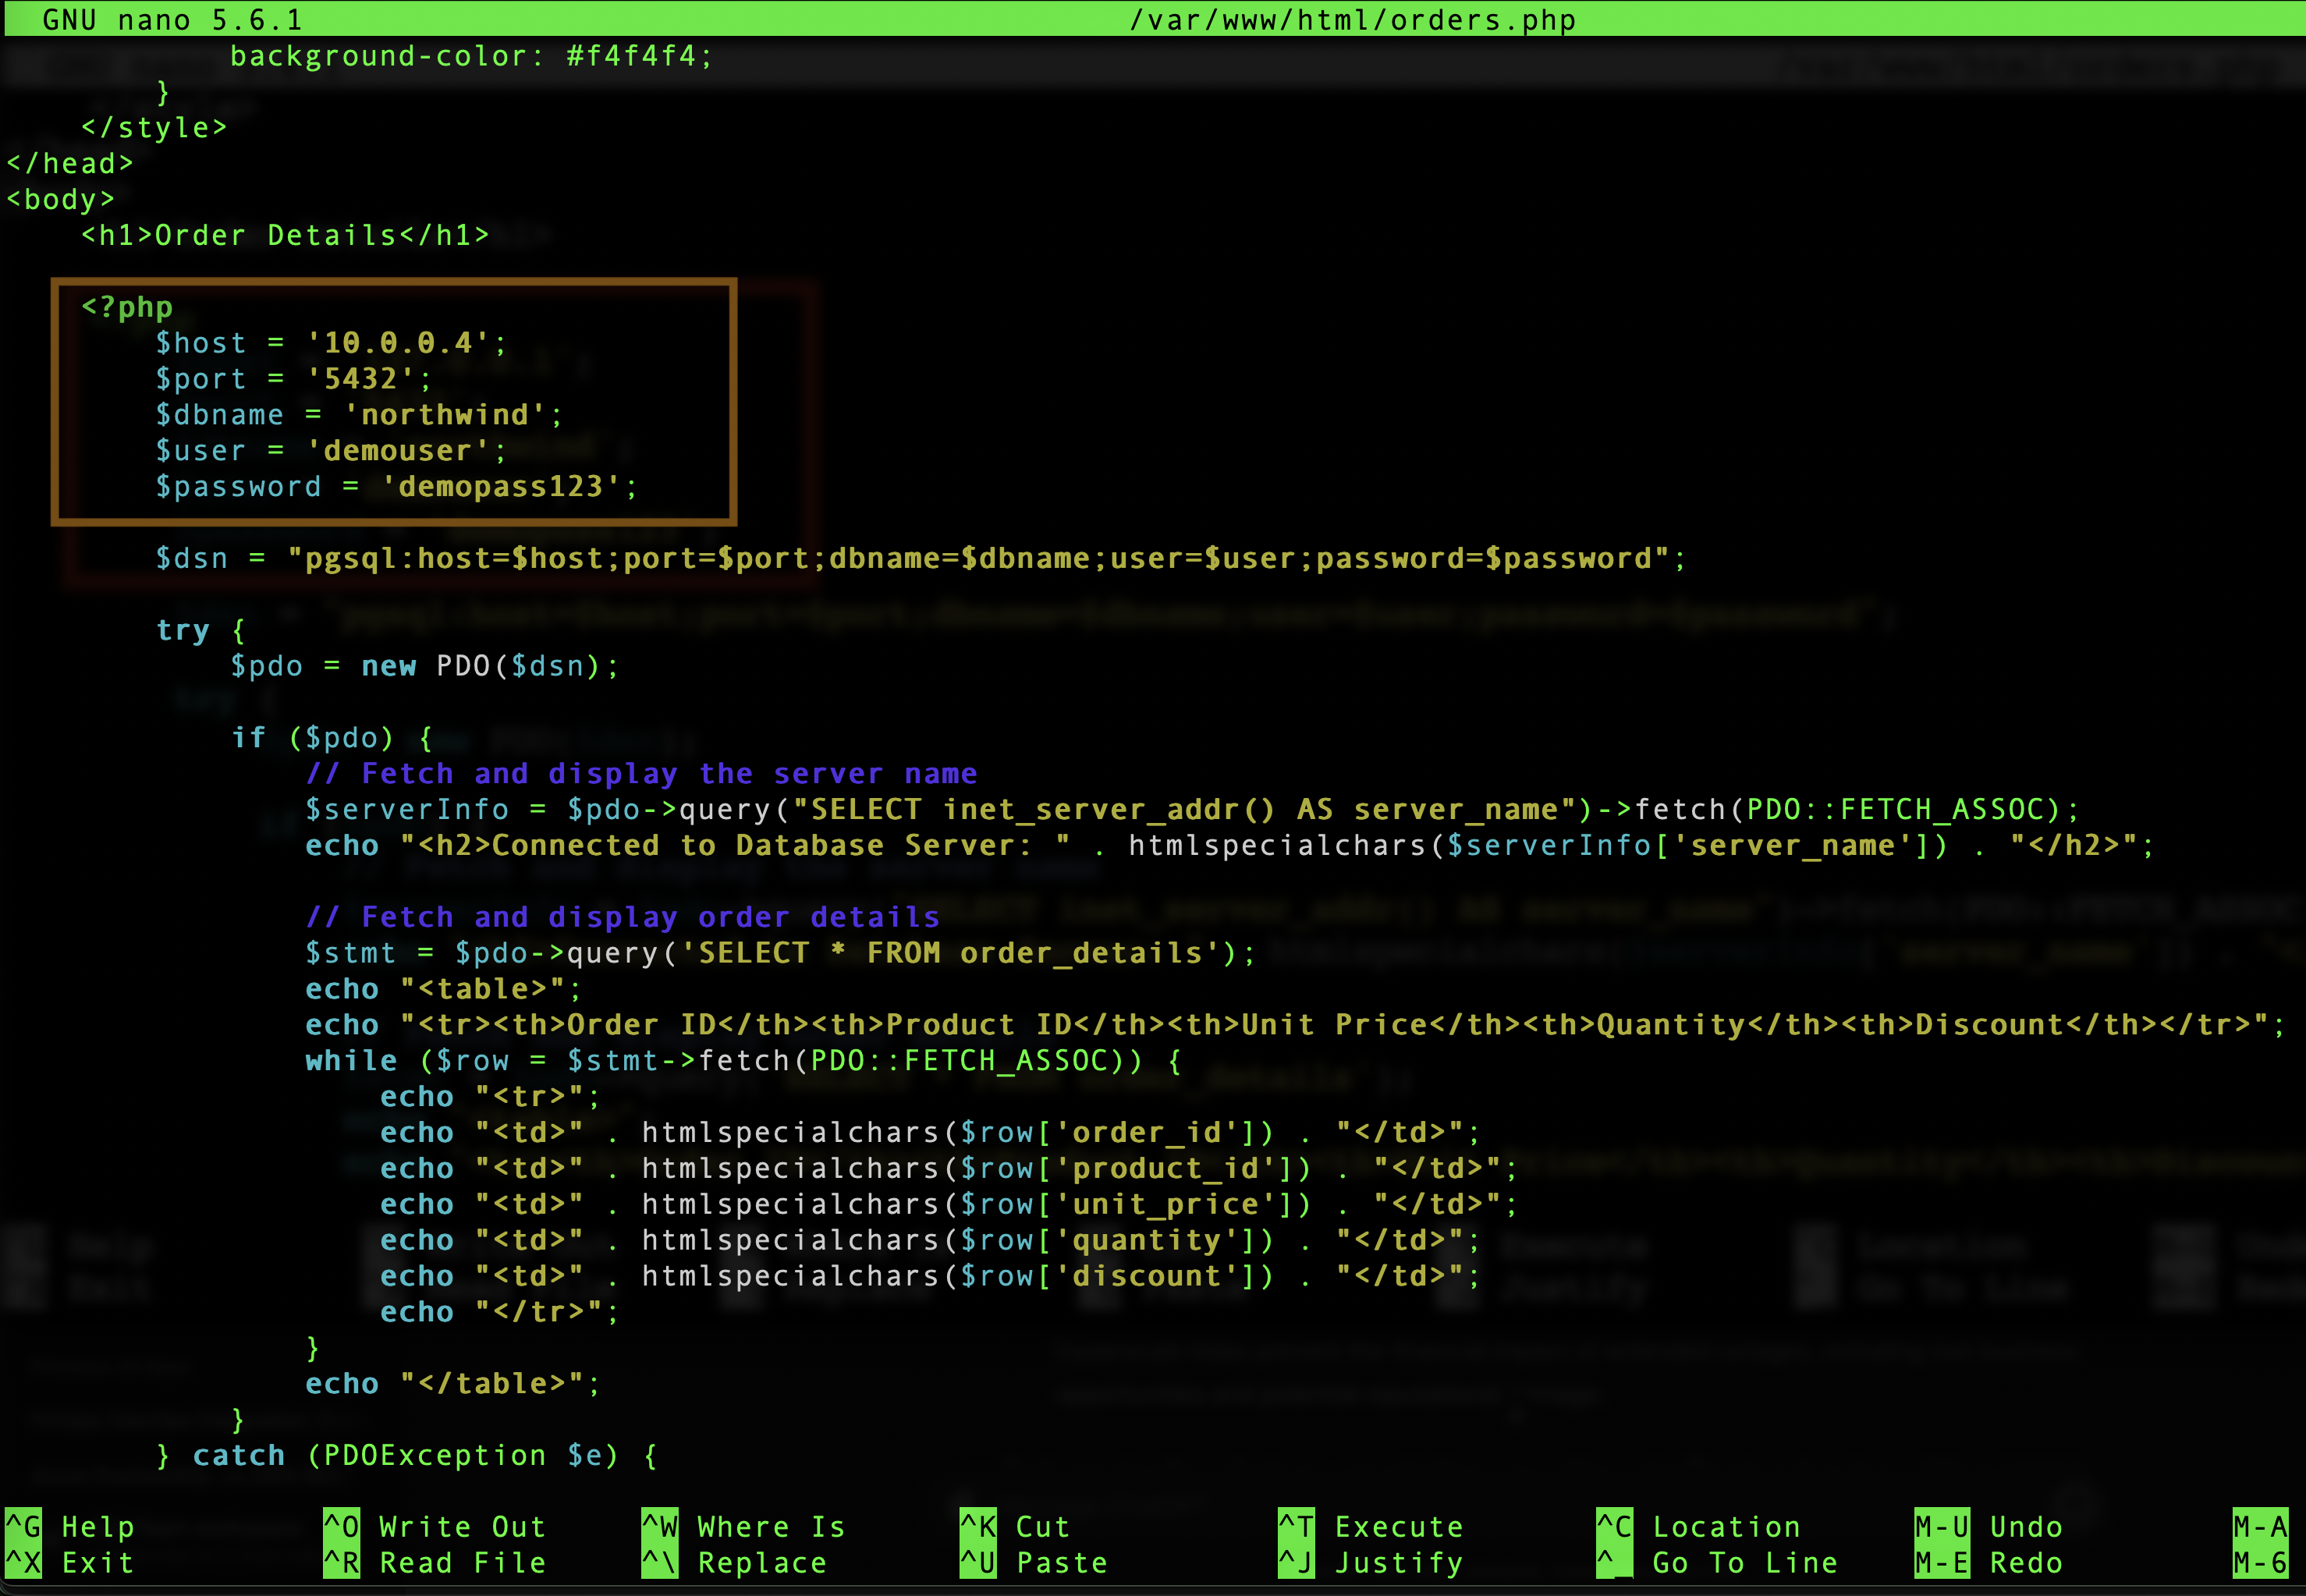 GNU nano 5.6.1 /var/www/html/orders.php
            background-color: #f4f4f4;
        }
    </style>
</head>
<body>
    <h1>Order Details</h1>

    <?php
        $host = '10.0.0.4';
        $port = '5432';
        $dbname = 'northwind';
        $user = 'demouser';
        $password = 'demopass123';

        $dsn = "pgsql:host=$host;port=$port;dbname=$dbname;user=$user;password=$password";

        try {
            $pdo = new PDO($dsn);

            if ($pdo) {
                // Fetch and display the server name
                $serverInfo = $pdo->query("SELECT inet_server_addr() AS server_name")->fetch(PDO::FETCH_ASSOC);
                echo "<h2>Connected to Database Server: " . htmlspecialchars($serverInfo['server_name']) . "</h2>";

                // Fetch and display order details
                $stmt = $pdo->query('SELECT * FROM order_details');
                echo "<table>";
                echo "<tr><th>Order ID</th><th>Product ID</th><th>Unit Price</th><th>Quantity</th><th>Discount</th></tr>";
                while ($row = $stmt->fetch(PDO::FETCH_ASSOC)) {
                    echo "<tr>";
                    echo "<td>" . htmlspecialchars($row['order_id']) . "</td>";
                    echo "<td>" . htmlspecialchars($row['product_id']) . "</td>";
                    echo "<td>" . htmlspecialchars($row['unit_price']) . "</td>";
                    echo "<td>" . htmlspecialchars($row['quantity']) . "</td>";
                    echo "<td>" . htmlspecialchars($row['discount']) . "</td>";
                    echo "</tr>";
                }
                echo "</table>";
            }
        } catch (PDOException $e) {

^G Help ^O Write Out ^W Where Is ^K Cut ^T Execute ^C Location M-U Undo M-A
^X Exit ^R Read File ^\ Replace ^U Paste ^J Justify ^_ Go To Line M-E Redo M-6